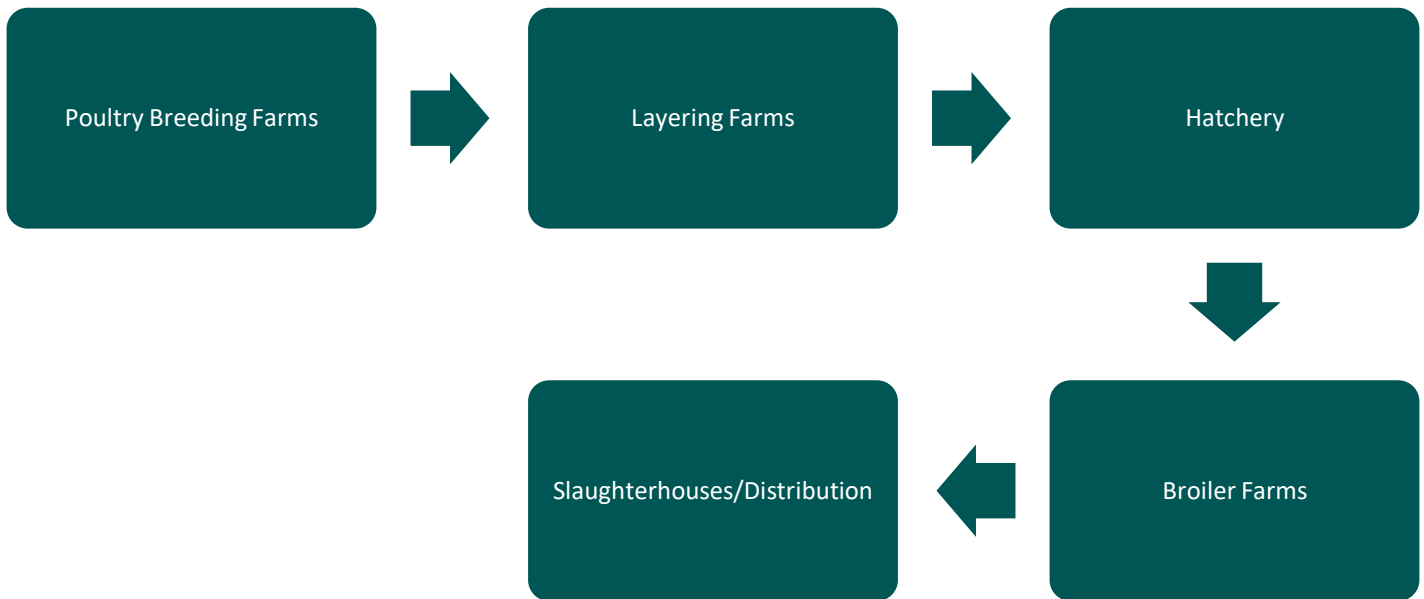 Poultry Breeding Farms
Layering Farms
Hatchery
Broiler Farms
Slaughterhouses/Distribution